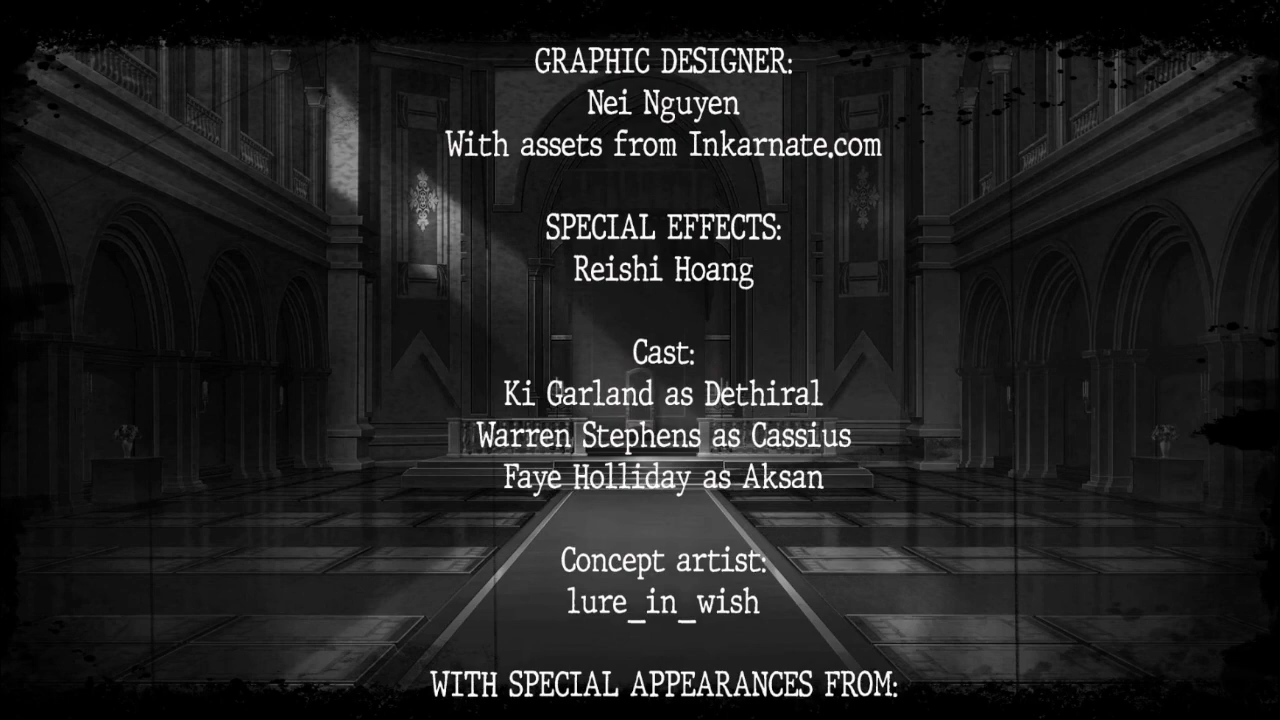 GRAPHIC DESIGNER:
Nei Nguyen
With assets from Inkarnate.com
SPECIAL EFFECTS:
Reishi Hoang
Cast:
Ki Garland as Dethiral
Warren Stephens as Cassius
Faye Holliday as Aksan
Concept artist:
lure_in_wish
WITH SPECIAL APPEARANCES FROM: